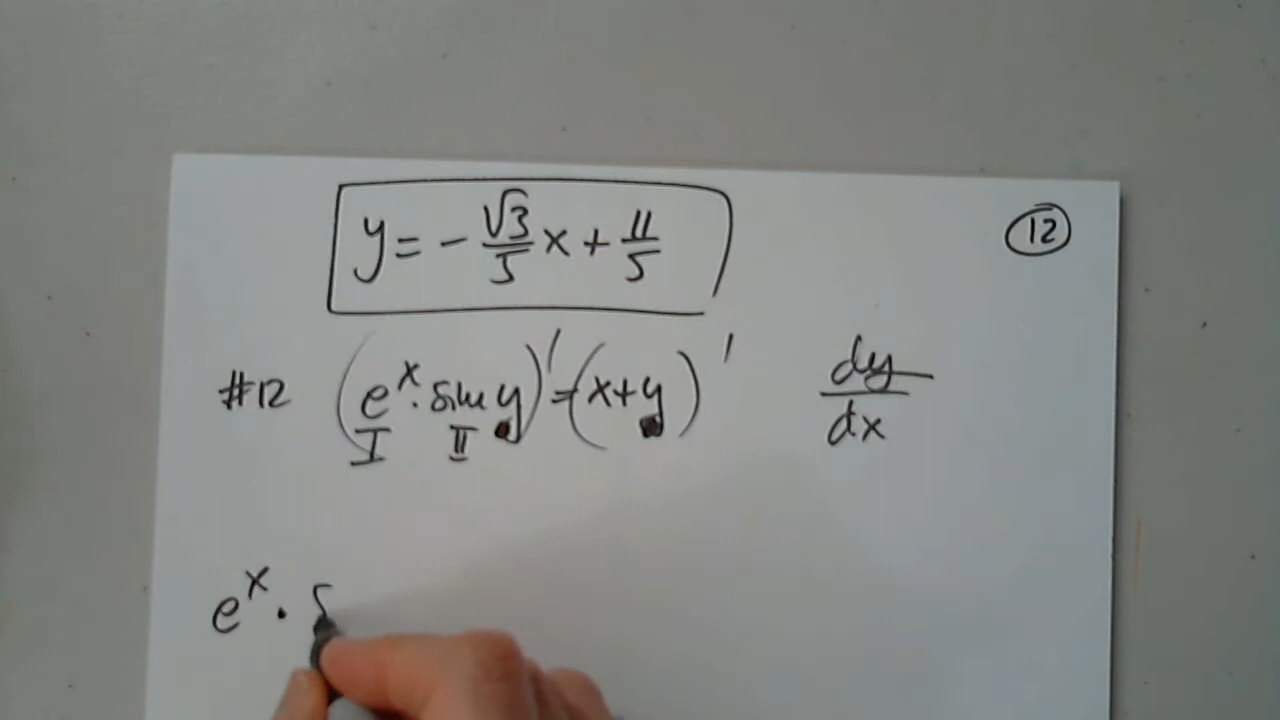 y = - √3/5 x + 11/5
12
#12 (e^x · sin y)' = (x+y)' dy/dx
I II
e^x · s